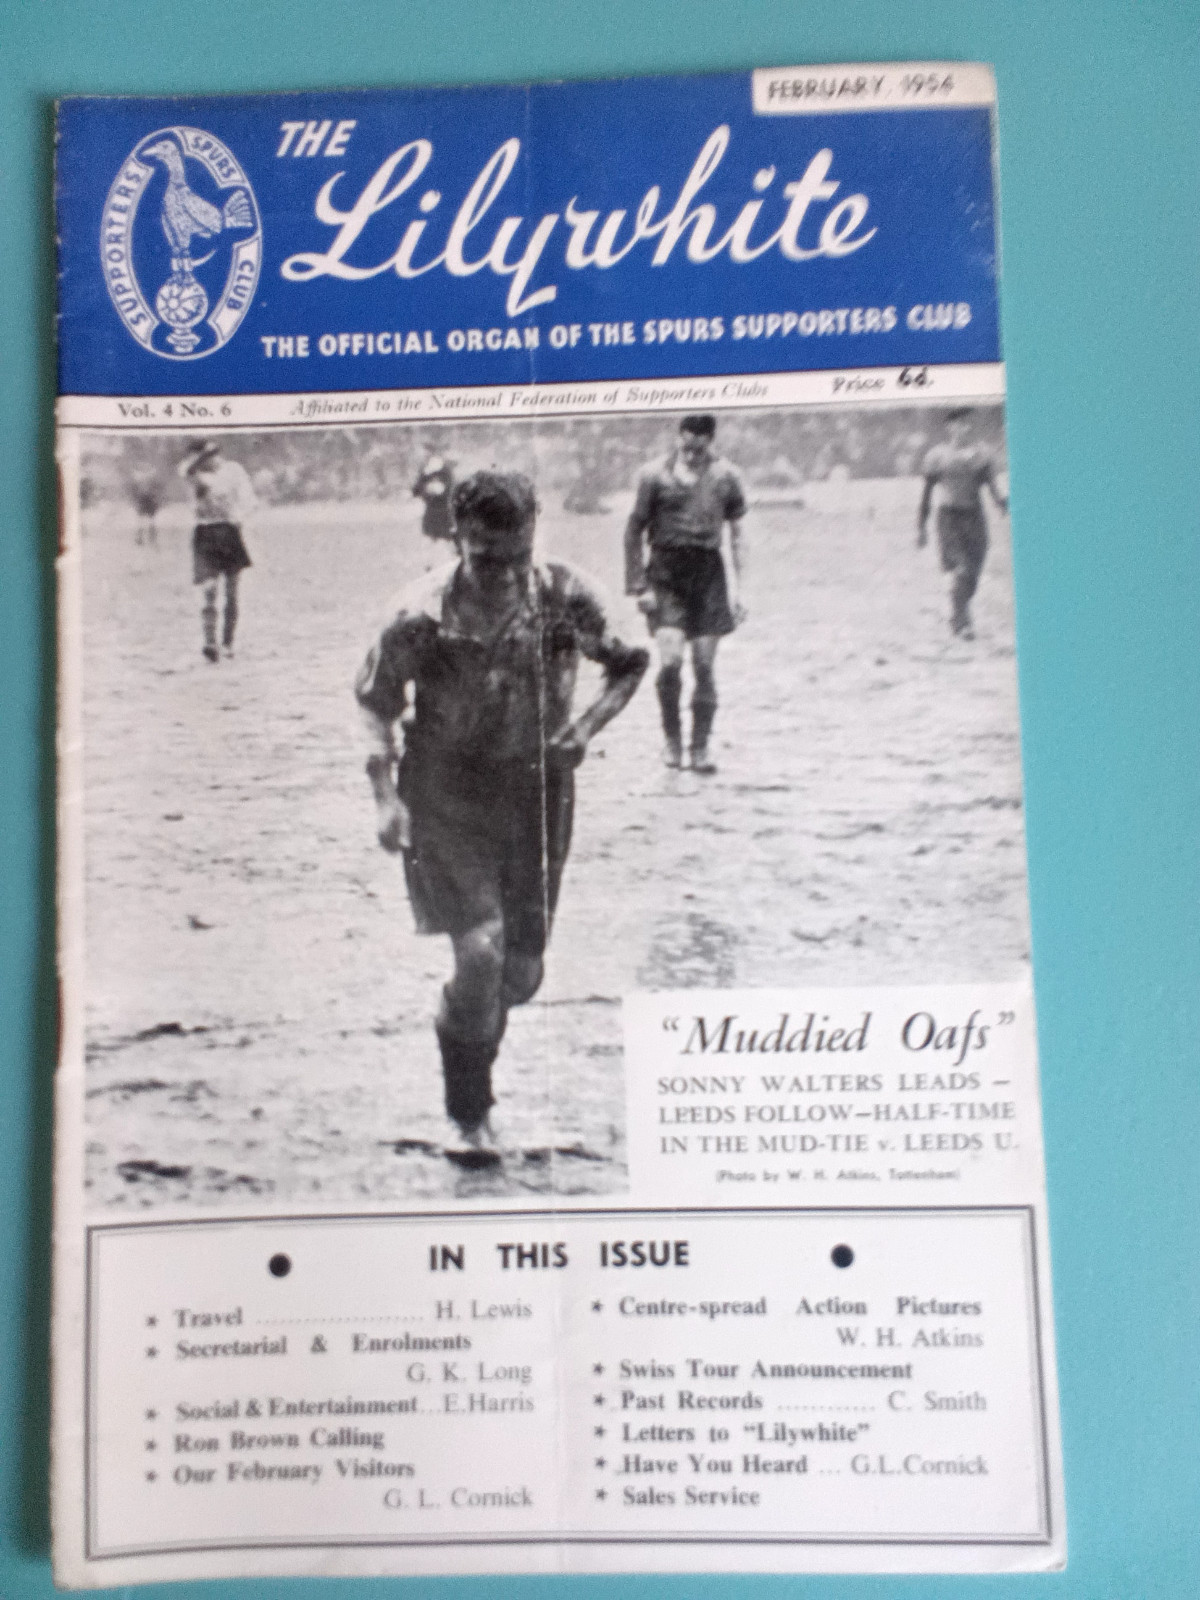 FEBRUARY, 1954
SUPPORTERS SPURS CLUB
THE
Lilywhite
THE OFFICIAL ORGAN OF THE SPURS SUPPORTERS CLUB
Vol. 4 No. 6 Affiliated to the National Federation of Supporters Clubs Price 6d.
"Muddied Oafs"
SONNY WALTERS LEADS –
LEEDS FOLLOW–HALF-TIME
IN THE MUD-TIE v. LEEDS U.
(Photo by W. H. Atkins, Tottenham)
● IN THIS ISSUE ●
* Travel ..................... H. Lewis
* Secretarial & Enrolments
G. K. Long
* Social & Entertainment...E.Harris
* Ron Brown Calling
* Our February Visitors
G. L. Cornick
* Centre-spread Action Pictures
W. H. Atkins
* Swiss Tour Announcement
* Past Records ............ C. Smith
* Letters to "Lilywhite"
* Have You Heard ... G.L.Cornick
* Sales Service